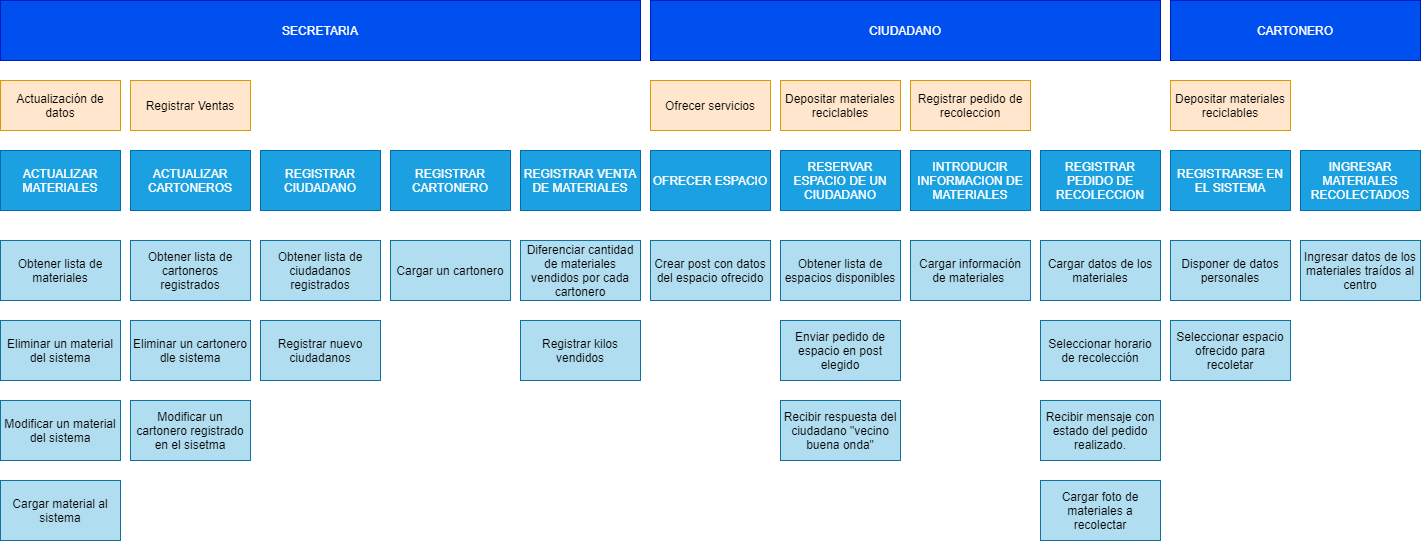 SECRETARIA
CIUDADANO
CARTONERO
Actualización de
datos
Registrar Ventas
Ofrecer servicios
Depositar materiales
reciclables
Registrar pedido de
recoleccion
Depositar materiales
reciclables
ACTUALIZAR
MATERIALES
ACTUALIZAR
CARTONEROS
REGISTRAR
CIUDADANO
REGISTRAR
CARTONERO
REGISTRAR VENTA
DE MATERIALES
OFRECER ESPACIO
RESERVAR
ESPACIO DE UN
CIUDADANO
INTRODUCIR
INFORMACION DE
MATERIALES
REGISTRAR
PEDIDO DE
RECOLECCION
REGISTRARSE EN
EL SISTEMA
INGRESAR
MATERIALES
RECOLECTADOS
Obtener lista de
materiales
Obtener lista de
cartoneros
registrados
Obtener lista de
ciudadanos
registrados
Cargar un cartonero
Diferenciar cantidad
de materiales
vendidos por cada
cartonero
Crear post con datos
del espacio ofrecido
Obtener lista de
espacios disponibles
Cargar información
de materiales
Cargar datos de los
materiales
Disponer de datos
personales
Ingresar datos de los
materiales traídos al
centro
Eliminar un material
del sistema
Eliminar un cartonero
dle sistema
Registrar nuevo
ciudadanos
Registrar kilos
vendidos
Enviar pedido de
espacio en post
elegido
Seleccionar horario
de recolección
Seleccionar espacio
ofrecido para
recoletar
Modificar un material
del sistema
Modificar un
cartonero registrado
en el sisetma
Recibir respuesta del
ciudadano "vecino
buena onda"
Recibir mensaje con
estado del pedido
realizado.
Cargar material al
sistema
Cargar foto de
materiales a
recolectar